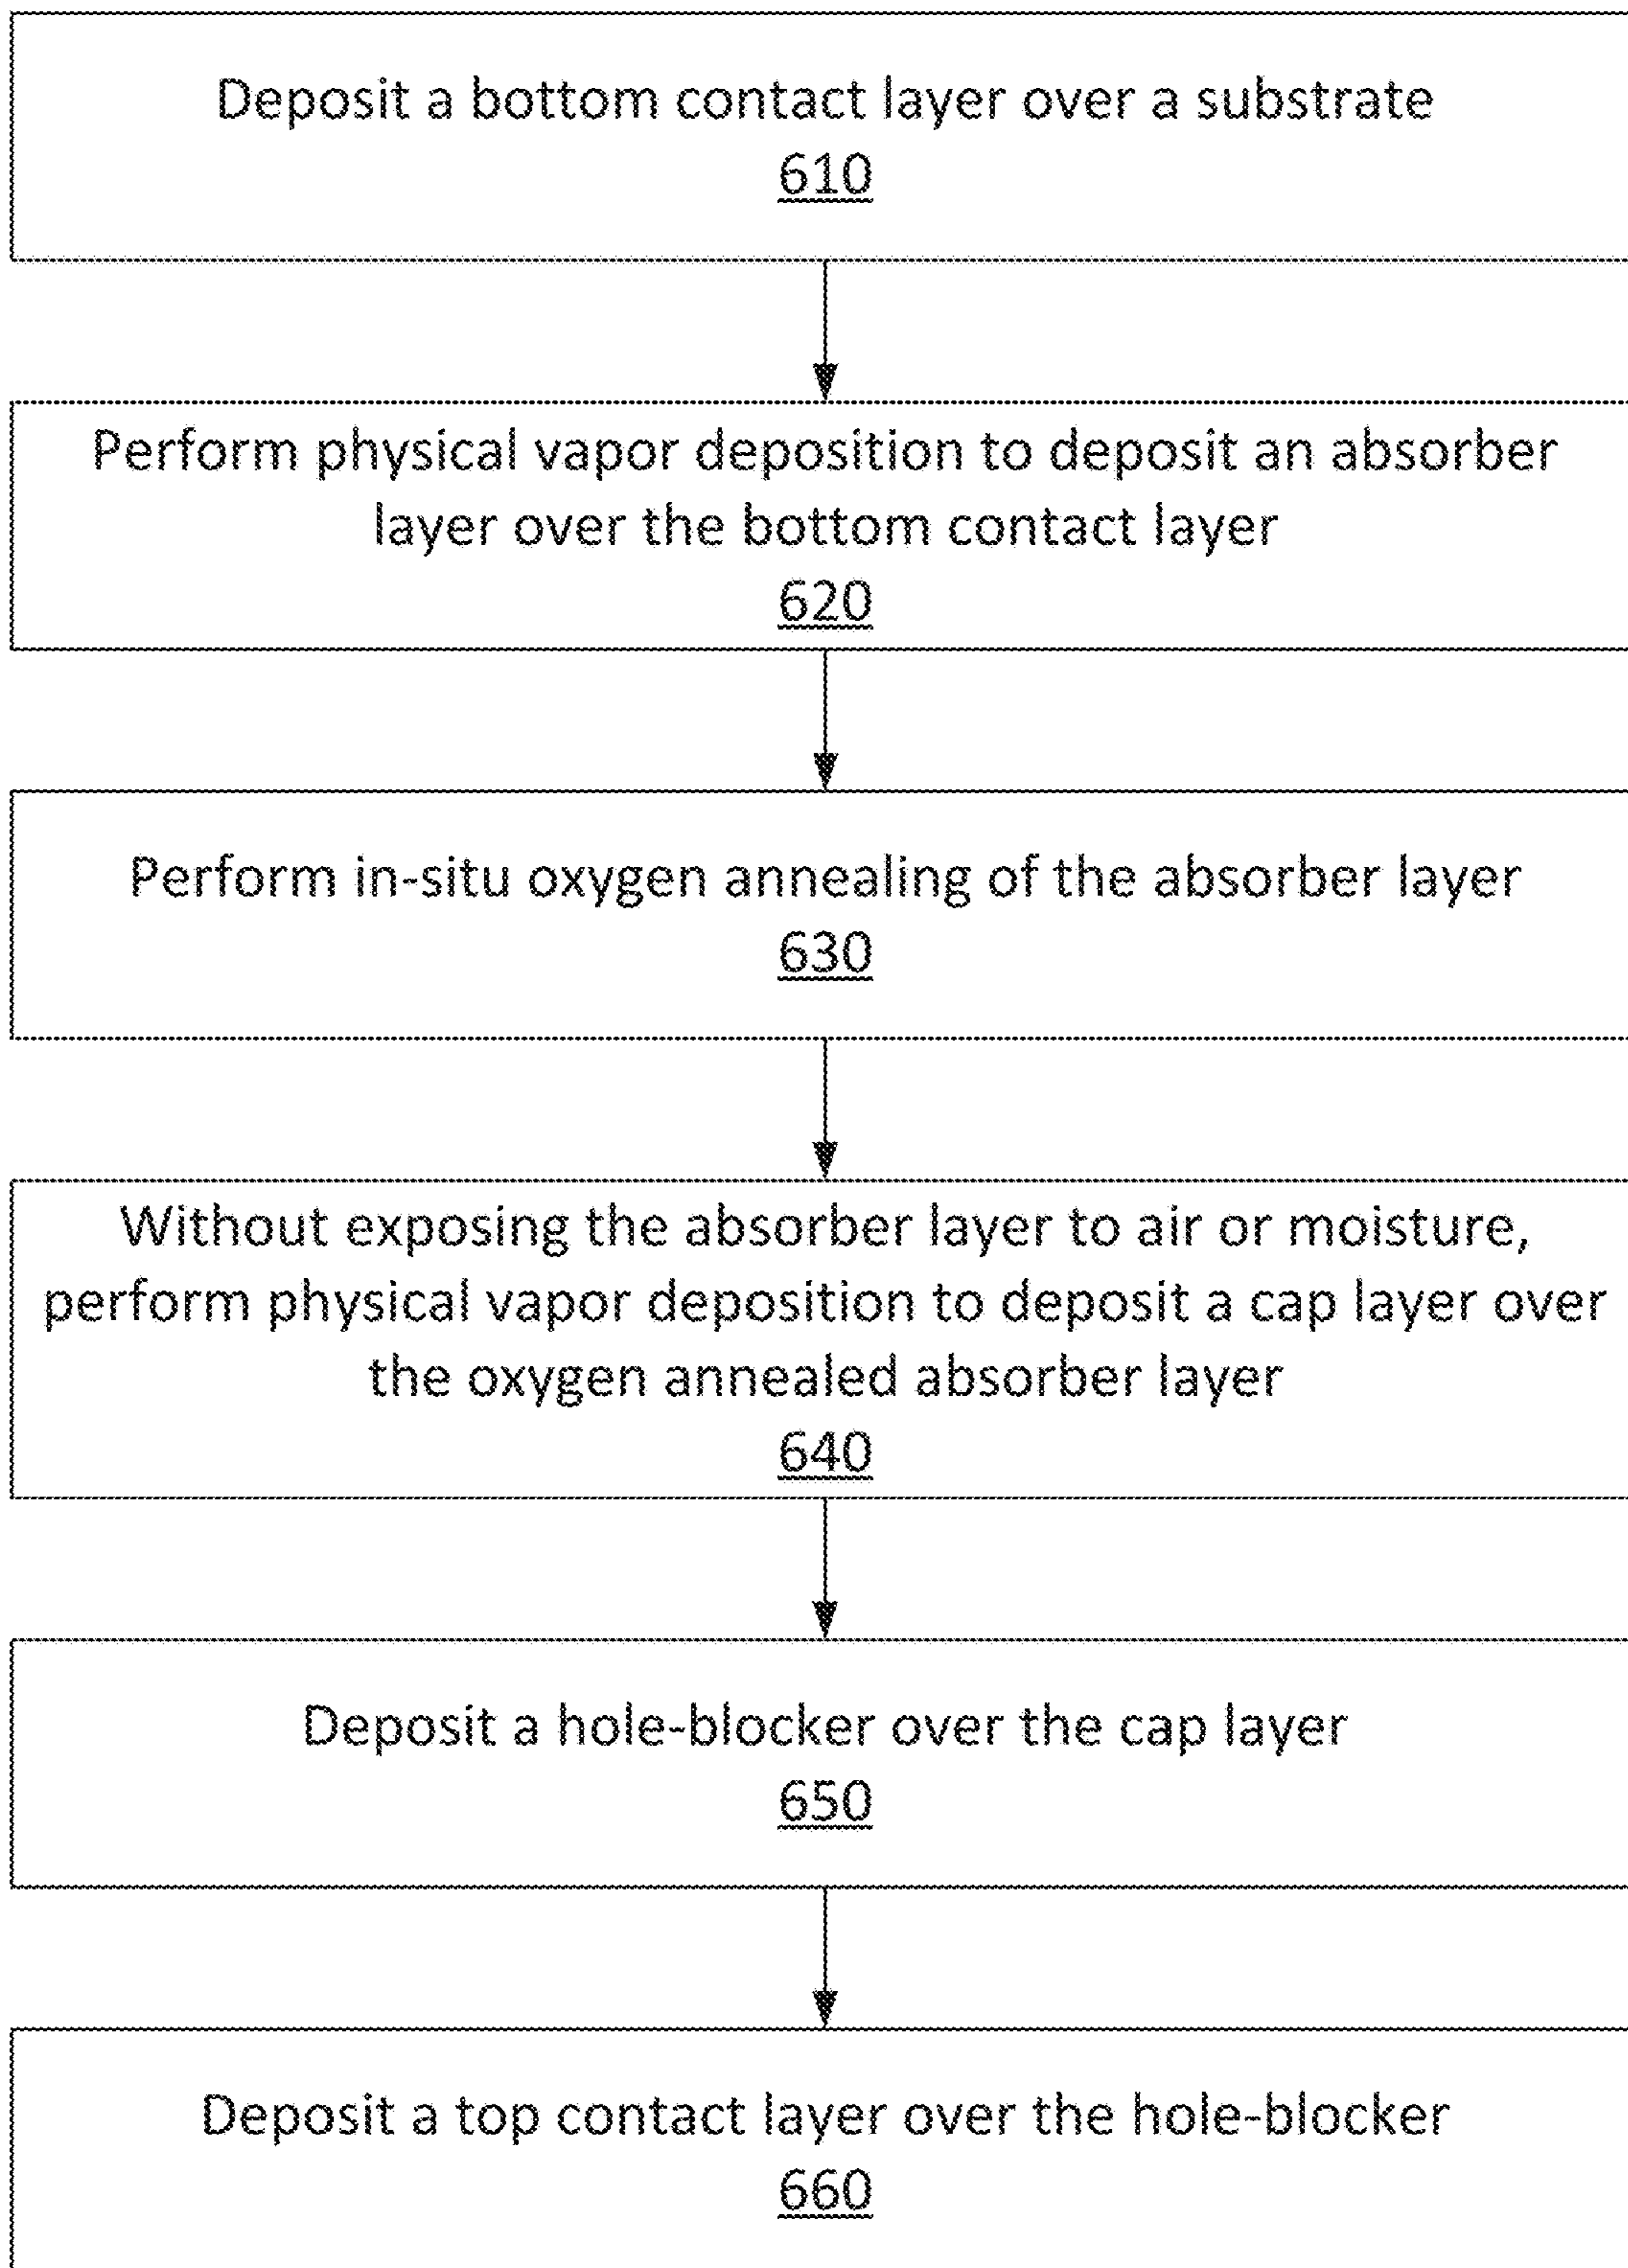 Deposit a bottom contact layer over a substrate
610
Perform physical vapor deposition to deposit an absorber
layer over the bottom contact layer
620
Perform in-situ oxygen annealing of the absorber layer
630
Without exposing the absorber layer to air or moisture,
perform physical vapor deposition to deposit a cap layer over
the oxygen annealed absorber layer
640
Deposit a hole-blocker over the cap layer
650
Deposit a top contact layer over the hole-blocker
660